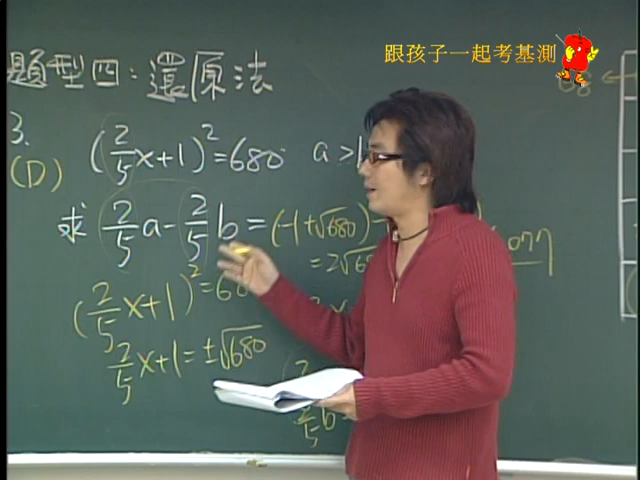 跟孩子一起考基測
題型四:還原法
3.
(D)
(2/5x+1)²=680 a>
求 2/5a-2/5b=(-1+√680)-
=2√6
077
(2/5x+1)²=6
2/5x+1=±√680